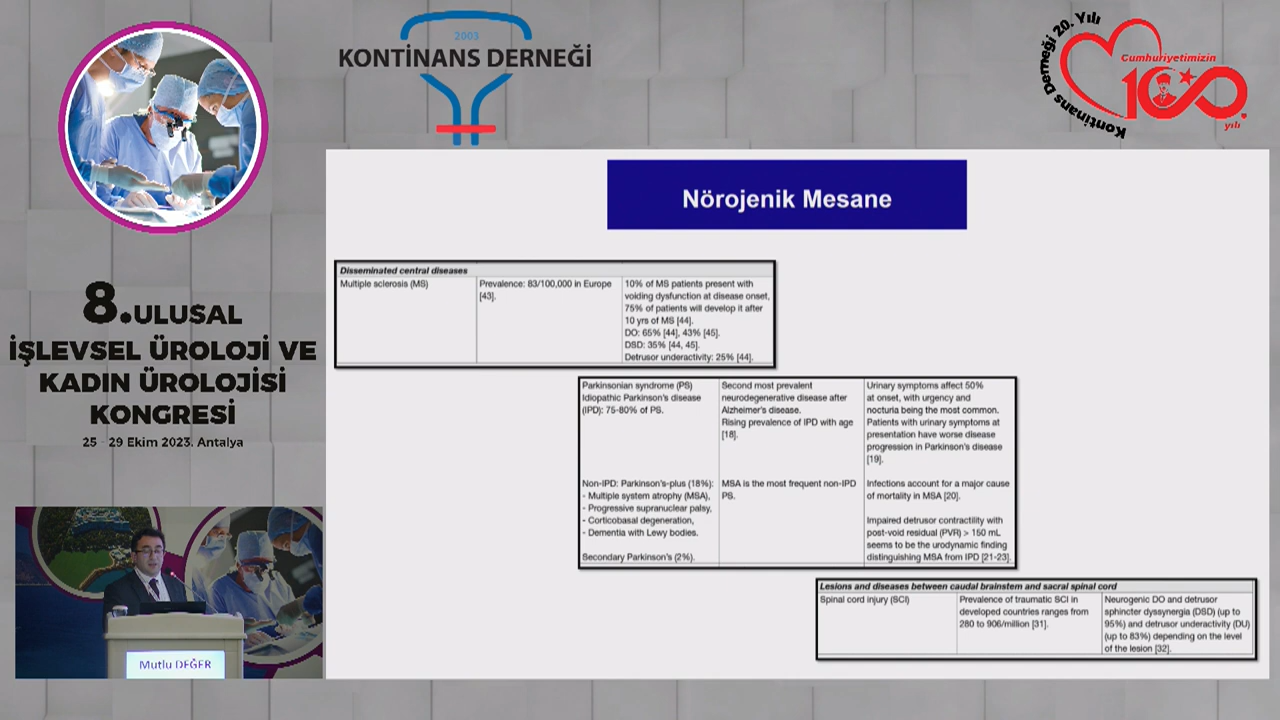 2003
KONTİNANS DERNEĞİ
Kontinans Derneği 20. Yılı
Cumhuriyetimizin
100.
yılı
8.ULUSAL
İŞLEVSEL ÜROLOJİ VE
KADIN ÜROLOJİSİ
KONGRESİ
25 - 29 Ekim 2023. Antalya
Mutlu DEĞER
Nörojenik Mesane
Disseminated central diseases
Multiple sclerosis (MS)
Prevalence: 83/100,000 in Europe
[43].
10% of MS patients present with
voiding dysfunction at disease onset,
75% of patients will develop it after
10 yrs of MS [44].
DO: 65% [44], 43% [45].
DSD: 35% [44, 45].
Detrusor underactivity: 25% [44].
Parkinsonian syndrome (PS)
Idiopathic Parkinson's disease
(IPD): 75-80% of PS.
Second most prevalent
neurodegenerative disease after
Alzheimer's disease.
Rising prevalence of IPD with age
[18].
Urinary symptoms affect 50%
at onset, with urgency and
nocturia being the most common.
Patients with urinary symptoms at
presentation have worse disease
progression in Parkinson's disease
[19].
Non-IPD: Parkinson's-plus (18%):
- Multiple system atrophy (MSA),
- Progressive supranuclear palsy,
- Corticobasal degeneration,
- Dementia with Lewy bodies.
MSA is the most frequent non-IPD
PS.
Infections account for a major cause
of mortality in MSA [20].
Impaired detrusor contractility with
post-void residual (PVR) > 150 mL
seems to be the urodynamic finding
distinguishing MSA from IPD [21-23].
Secondary Parkinson's (2%).
Lesions and diseases between caudal brainstem and sacral spinal cord
Spinal cord injury (SCI)
Prevalence of traumatic SCI in
developed countries ranges from
280 to 906/million [31].
Neurogenic DO and detrusor
sphincter dyssynergia (DSD) (up to
95%) and detrusor underactivity (DU)
(up to 83%) depending on the level
of the lesion [32].